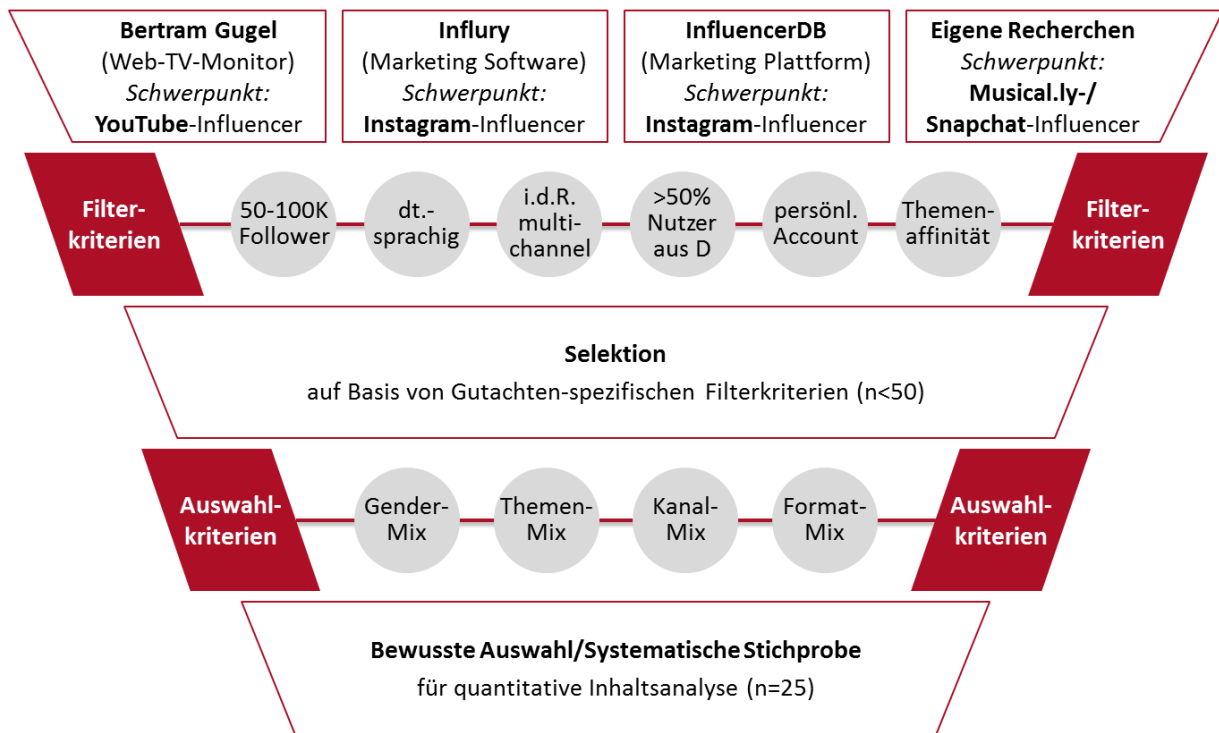 Bertram Gugel
(Web-TV-Monitor)
Schwerpunkt:
YouTube-Influencer
Influry
(Marketing Software)
Schwerpunkt:
Instagram-Influencer
InfluencerDB
(Marketing Plattform)
Schwerpunkt:
Instagram-Influencer
Eigene Recherchen
Schwerpunkt:
Musical.ly-/
Snapchat-Influencer
Filter-
kriterien
50-100K
Follower
dt.-
sprachig
i.d.R.
multi-
channel
>50%
Nutzer
aus D
persönl.
Account
Themen-
affinität
Filter-
kriterien
Selektion
auf Basis von Gutachten-spezifischen Filterkriterien (n<50)
Auswahl-
kriterien
Gender-
Mix
Themen-
Mix
Kanal-
Mix
Format-
Mix
Auswahl-
kriterien
Bewusste Auswahl/Systematische Stichprobe
für quantitative Inhaltsanalyse (n=25)